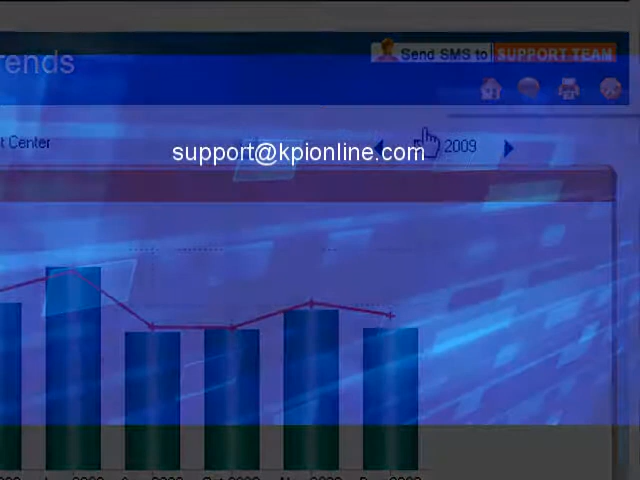 rends
Send SMS to SUPPORT TEAM
t Center
2009
support@kpionline.com